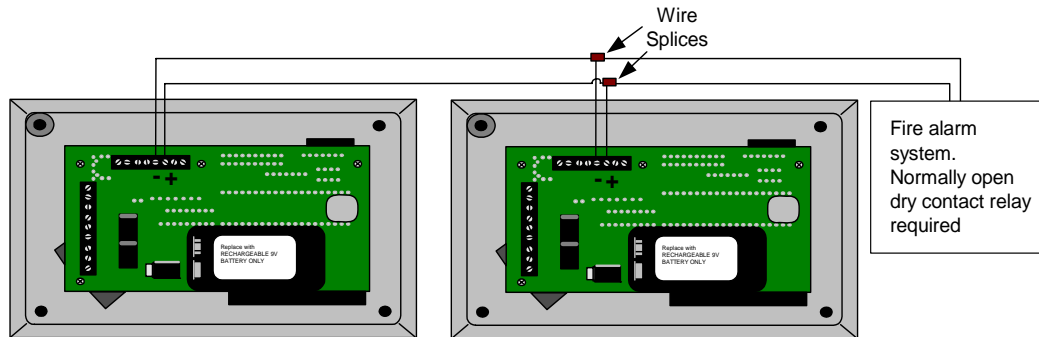 Wire
Splices
- +
Replace with
RECHARGEABLE 9V
BATTERY ONLY
- +
Replace with
RECHARGEABLE 9V
BATTERY ONLY
Fire alarm
system.
Normally open
dry contact relay
required